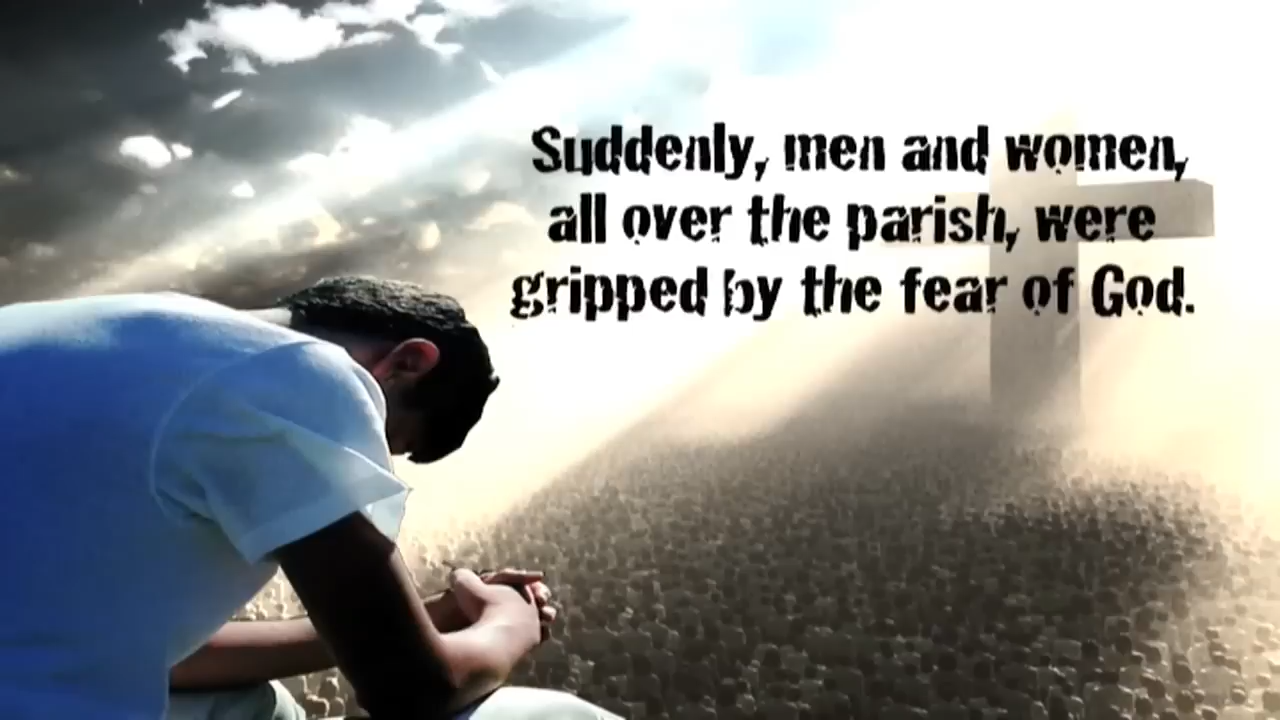 Suddenly, men and women,
all over the parish, were
gripped by the fear of God.